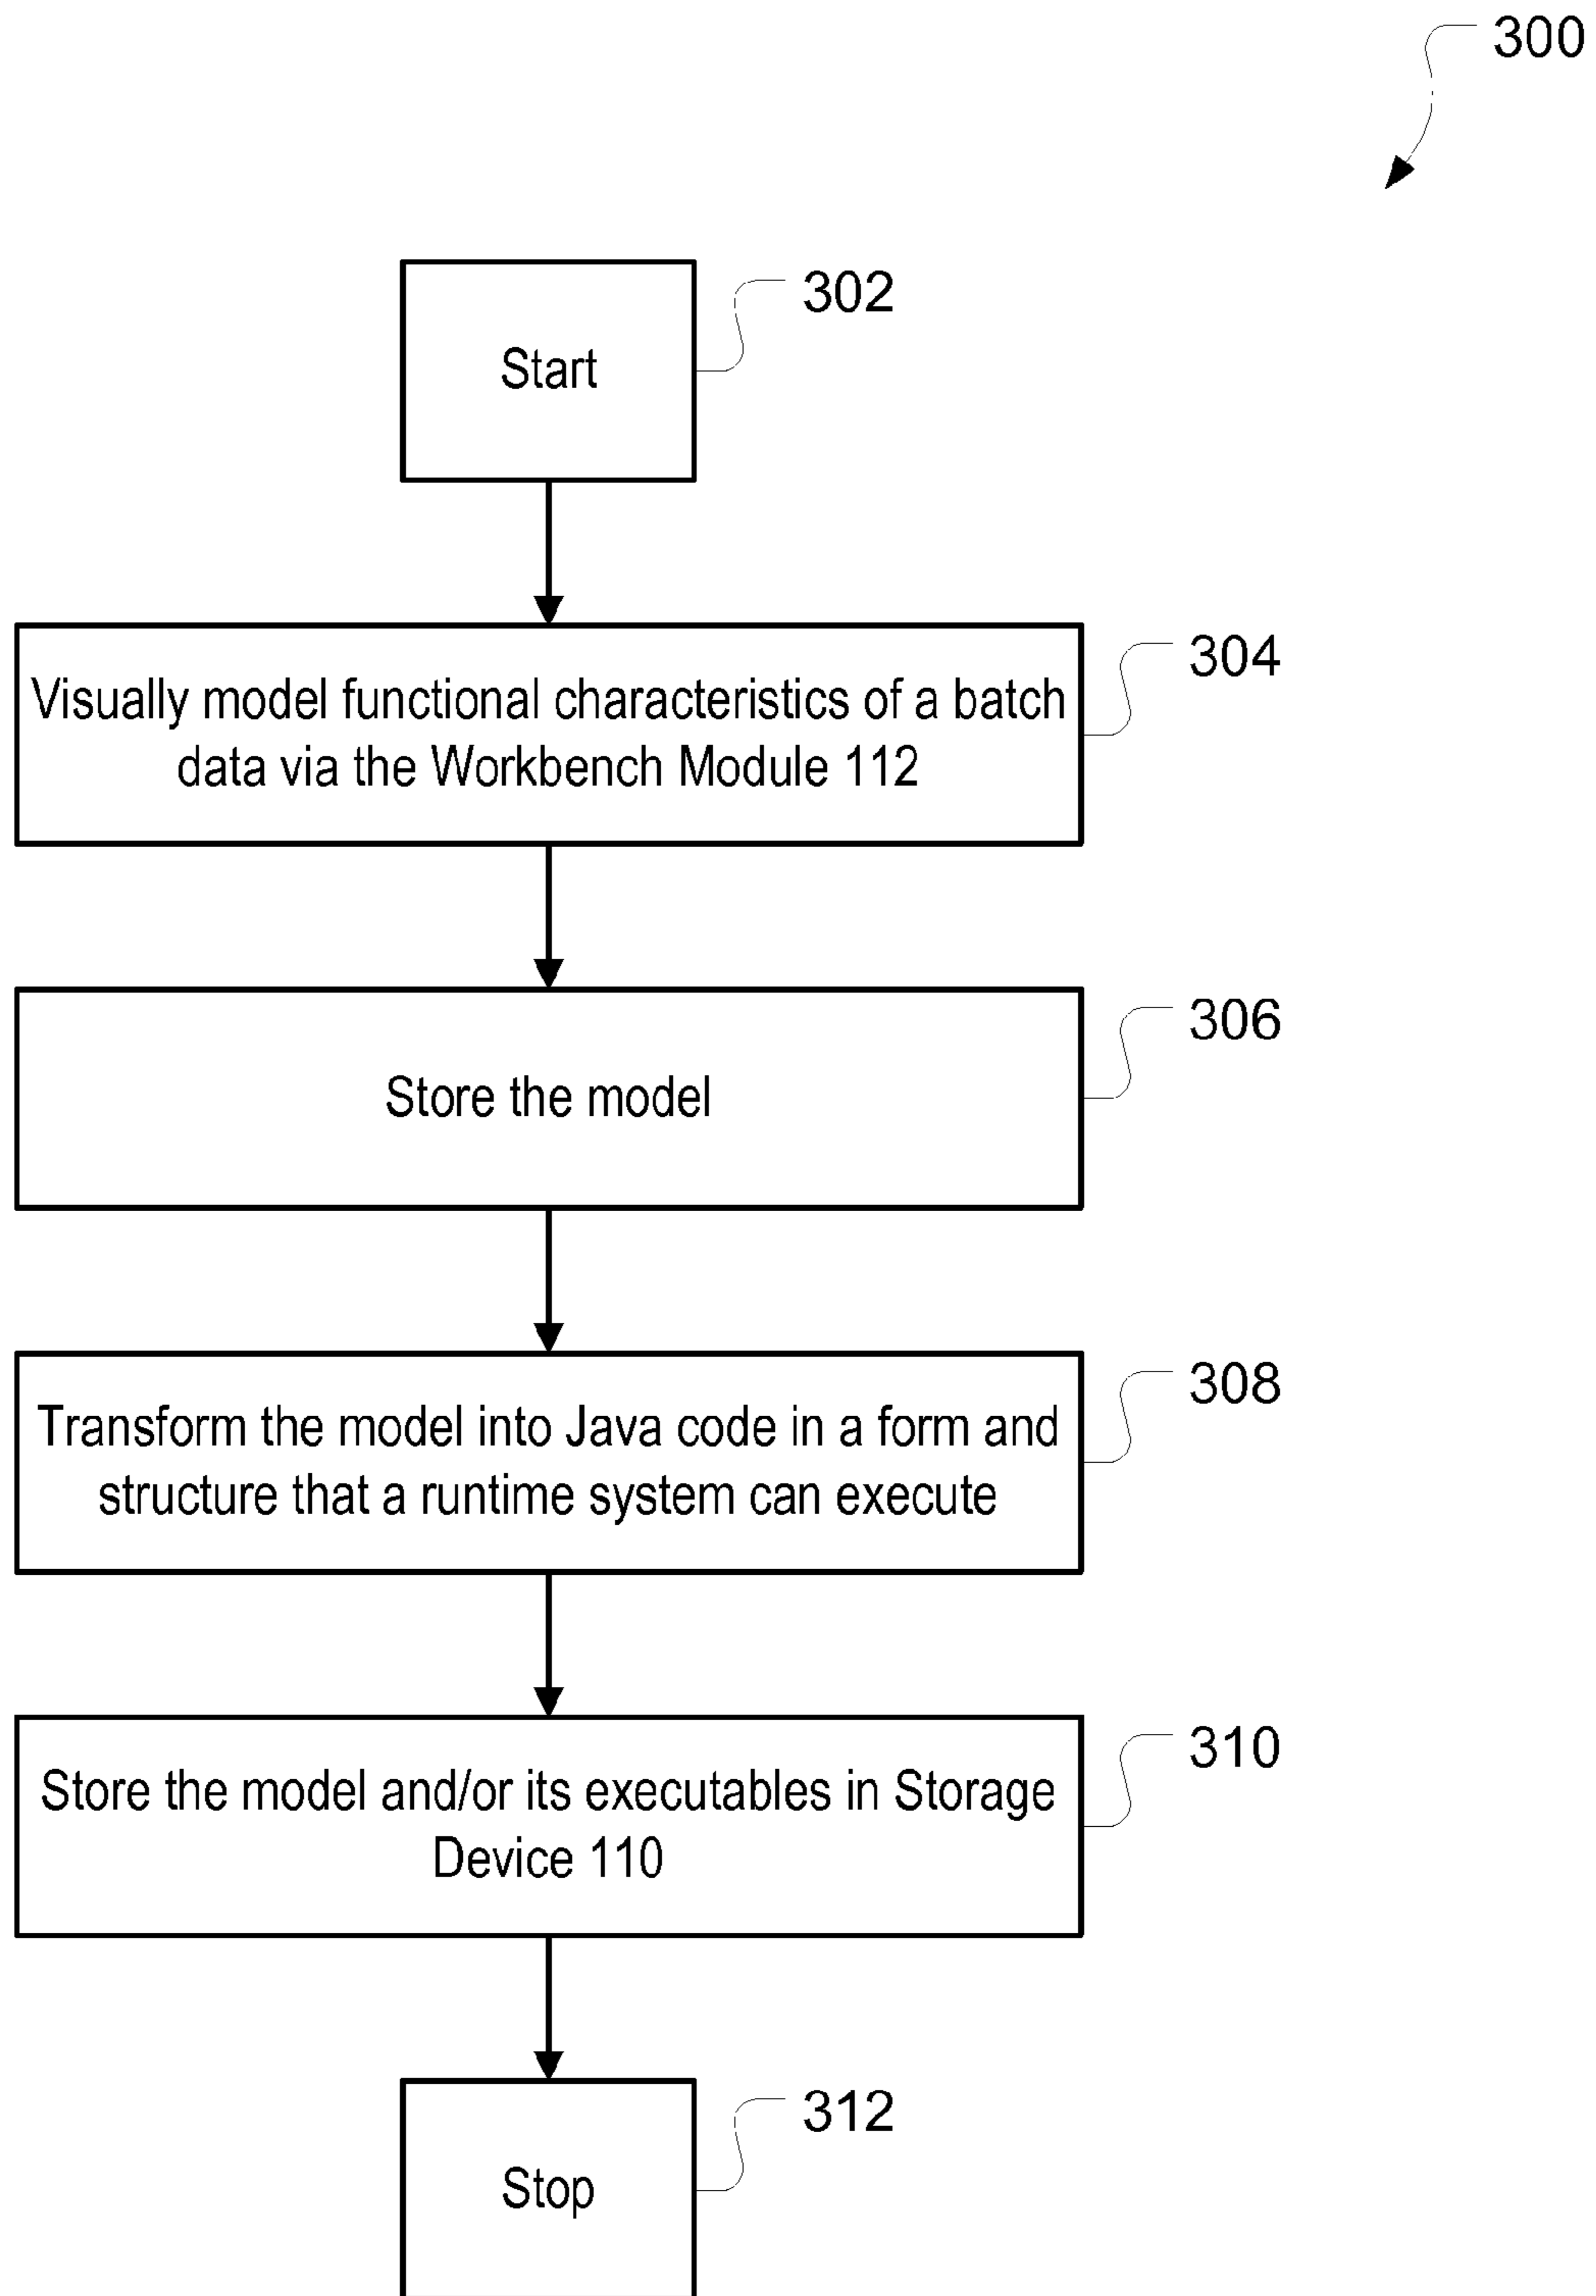 300
302
Start
304
Visually model functional characteristics of a batch
data via the Workbench Module 112
306
Store the model
308
Transform the model into Java code in a form and
structure that a runtime system can execute
310
Store the model and/or its executables in Storage
Device 110
312
Stop